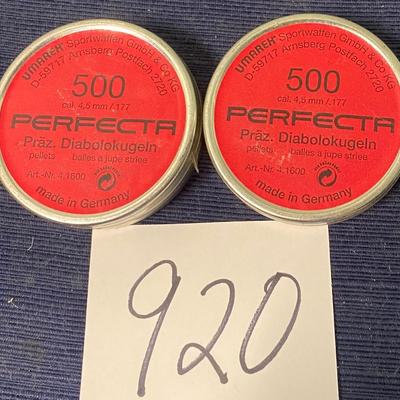 UMAREX Sportwaffen GmbH & Co KG
D-59717 Arnsberg Postfach 2720
500
cal. 4,5 mm/.177
PERFECTA
Präz. Diabolokugeln
pellets balles a jupe striee
Art.-Nr. 4.1600
made in Germany
UMAREX Sportwaffen GmbH & Co KG
D-59717 Arnsberg Postfach 2720
500
cal. 4,5 mm/.177
PERFECTA
Präz. Diabolokugeln
pellets balles a jupe striee
Art.-Nr. 4.1600
made in Germany
920